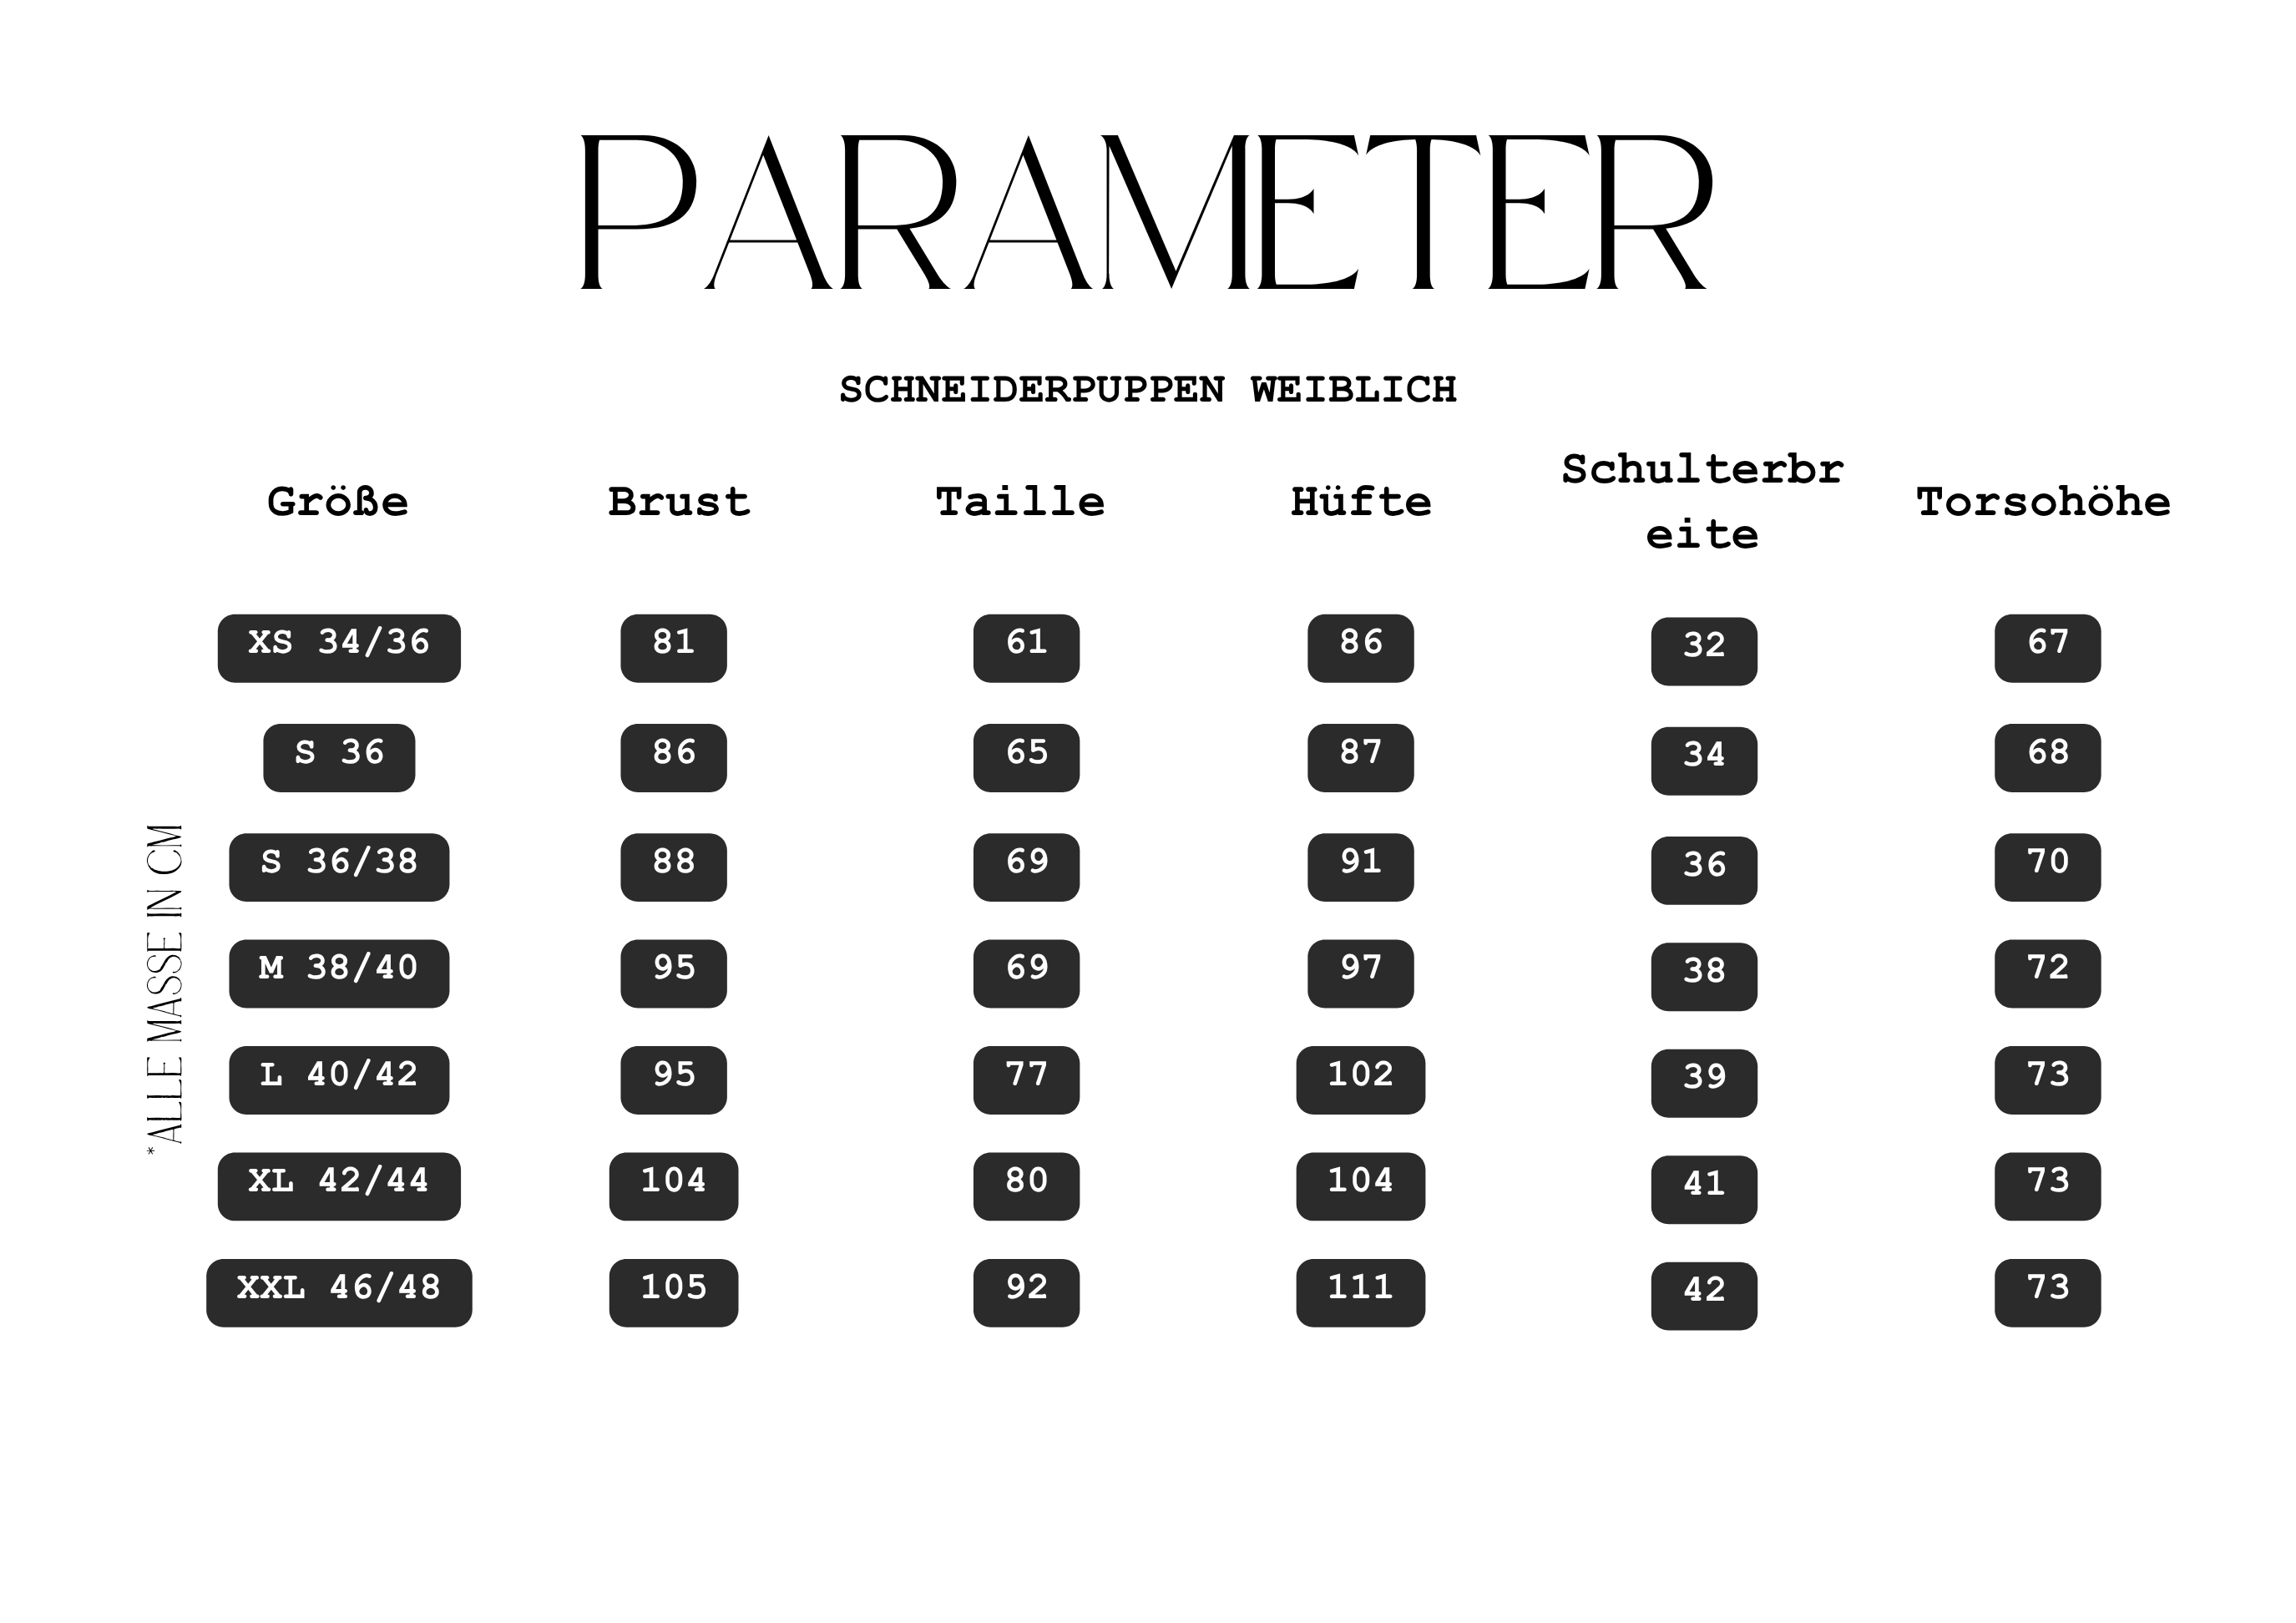 PARAMETER
SCHNEIDERPUPPEN WEIBLICH
Größe Brust Taille Hüfte Schulterbr
eite Torsohöhe
XS 34/36 81 61 86 32 67
S 36 86 65 87 34 68
S 36/38 88 69 91 36 70
M 38/40 95 69 97 38 72
L 40/42 95 77 102 39 73
XL 42/44 104 80 104 41 73
XXL 46/48 105 92 111 42 73
*ALLE MASSE IN CM